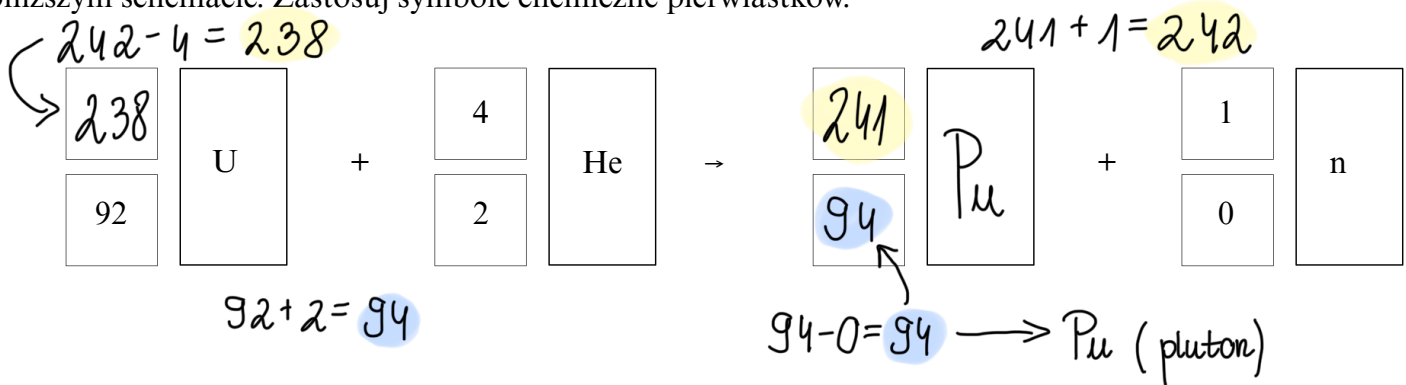 poniższym schemacie. Zastosuj symbole chemiczne pierwiastków.
242 - 4 = 238
241 + 1 = 242
238 U + 4 He → 241 Pu + 1 n
92 2 94 0
92 + 2 = 94
94 - 0 = 94 → Pu (pluton)